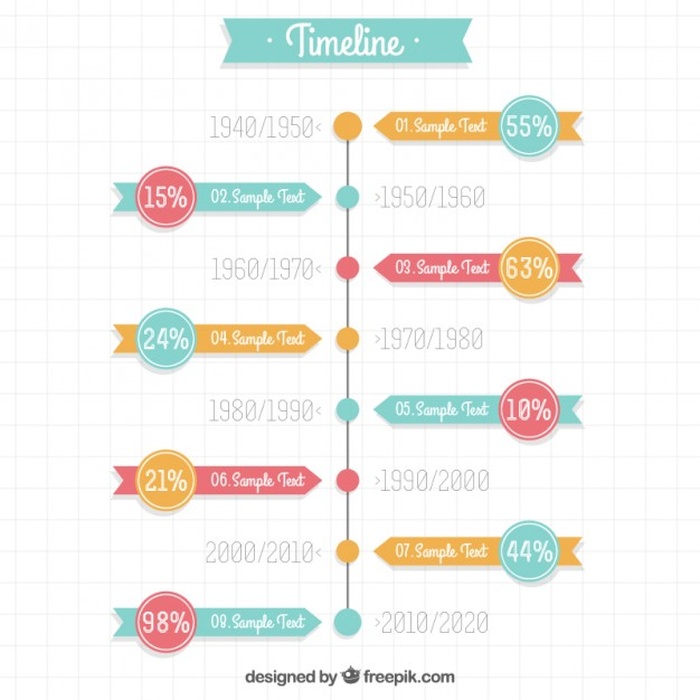 Timeline
1940/1950< 01.Sample Text 55%
15% 02.Sample Text >1950/1960
1960/1970< 03.Sample Text 63%
24% 04.Sample Text >1970/1980
1980/1990< 05.Sample Text 10%
21% 06.Sample Text >1990/2000
2000/2010< 07.Sample Text 44%
98% 08.Sample Text >2010/2020
designed by freepik.com